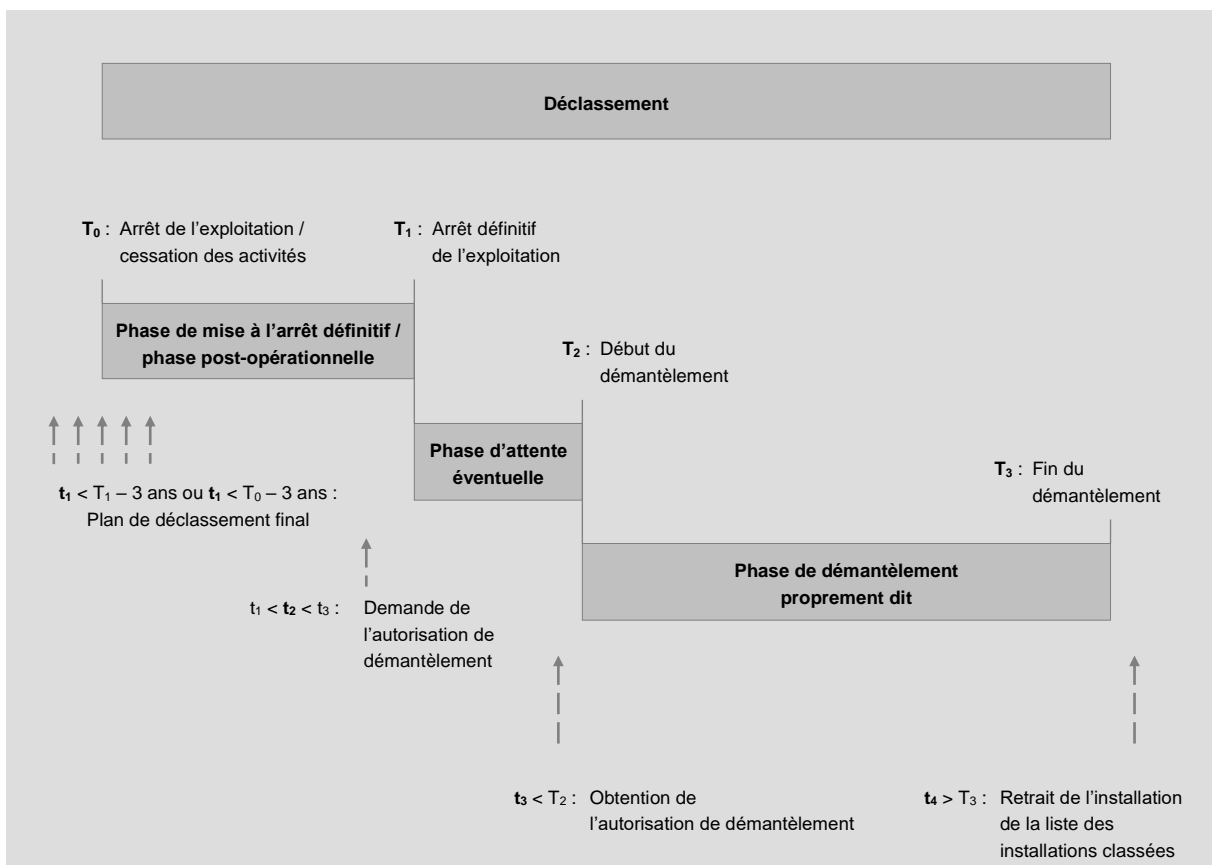 Déclassement
T₀ : Arrêt de l’exploitation /
cessation des activités
T₁ : Arrêt définitif
de l’exploitation
Phase de mise à l’arrêt définitif /
phase post-opérationnelle
T₂ : Début du
démantèlement
Phase d’attente
éventuelle
T₃ : Fin du
démantèlement
t₁ < T₁ – 3 ans ou t₁ < T₀ – 3 ans :
Plan de déclassement final
Phase de démantèlement
proprement dit
t₁ < t₂ < t₃ : Demande de
l’autorisation de
démantèlement
t₃ < T₂ : Obtention de
l’autorisation de démantèlement
t₄ > T₃ : Retrait de l’installation
de la liste des
installations classées